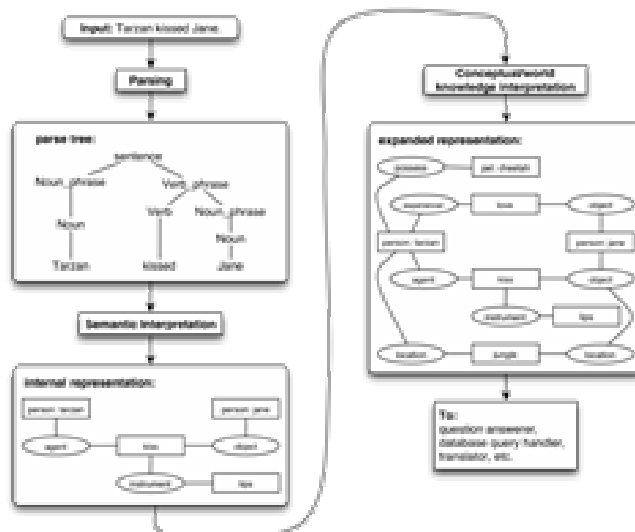 Input: Tarzan kissed Jane.
Parsing
parse tree:
sentence
Noun_phrase Verb_phrase
Verb Noun_phrase
Noun Noun
Tarzan kissed Jane
Semantic Interpretation
internal representation:
person: tarzan person: jane
agent kiss object
instrument lips
Conceptual/world
knowledge interpretation
expanded representation:
possess pet: cheetah
experiencer love object
person: tarzan person: jane
agent kiss object
instrument lips
location jungle location
To:
question answerer,
database query handler,
translator, etc.